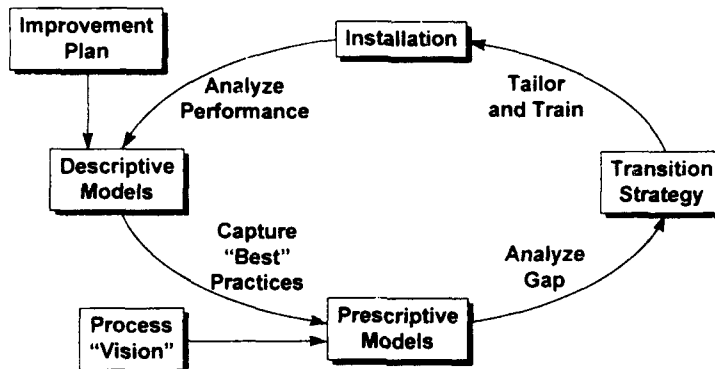 Improvement
Plan
Installation
Analyze
Performance
Tailor
and Train
Descriptive
Models
Transition
Strategy
Capture
“Best”
Practices
Analyze
Gap
Process
“Vision”
Prescriptive
Models